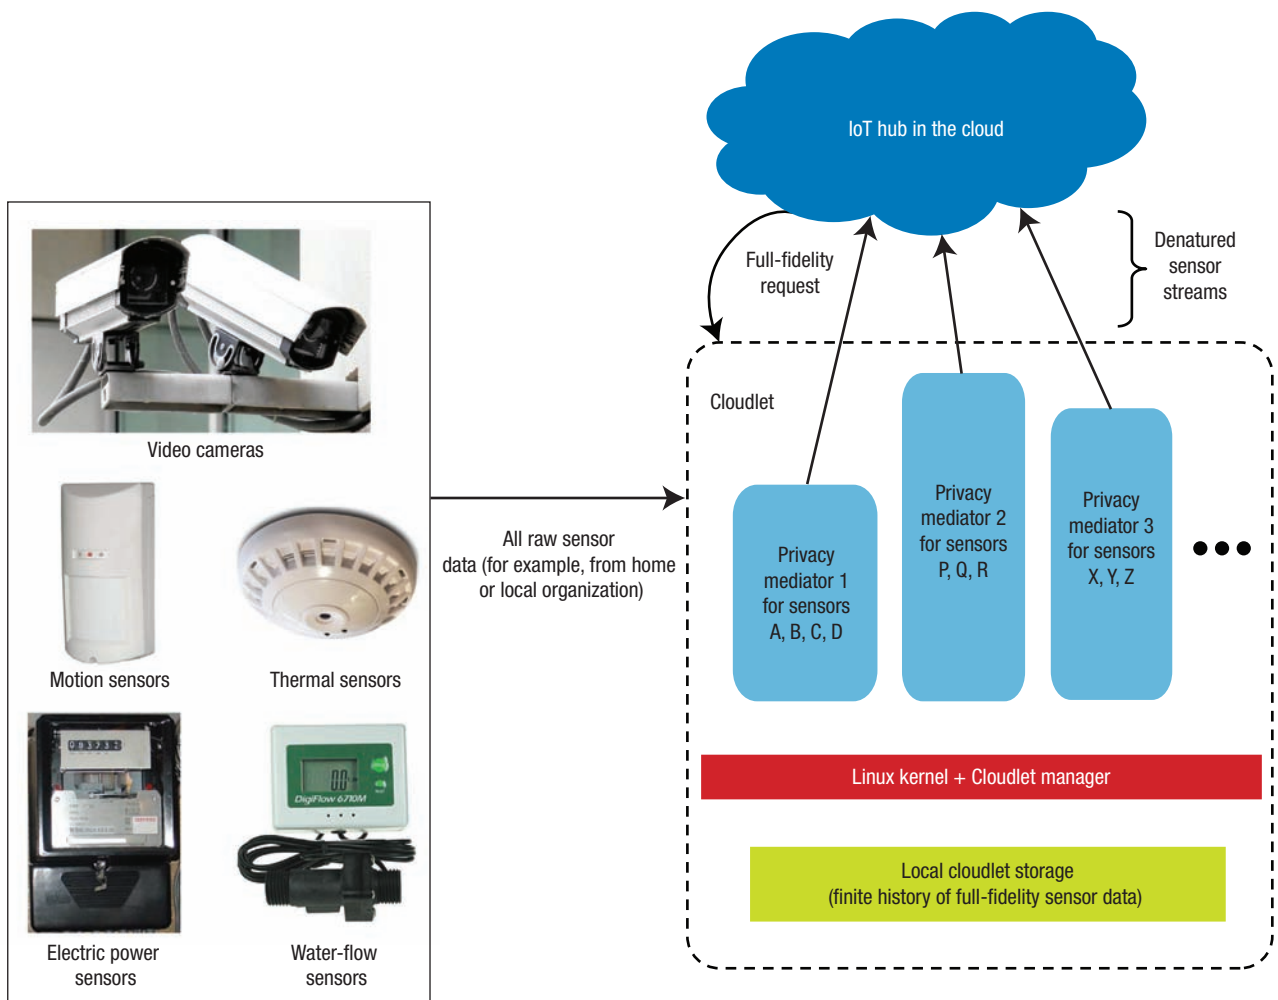 IoT hub in the cloud
Full-fidelity
request
Denatured
sensor
streams
Cloudlet
Video cameras
Motion sensors
Thermal sensors
DigiFlow 6710M
Electric power
sensors
Water-flow
sensors
All raw sensor
data (for example, from home
or local organization)
Privacy
mediator 1
for sensors
A, B, C, D
Privacy
mediator 2
for sensors
P, Q, R
Privacy
mediator 3
for sensors
X, Y, Z
Linux kernel + Cloudlet manager
Local cloudlet storage
(finite history of full-fidelity sensor data)